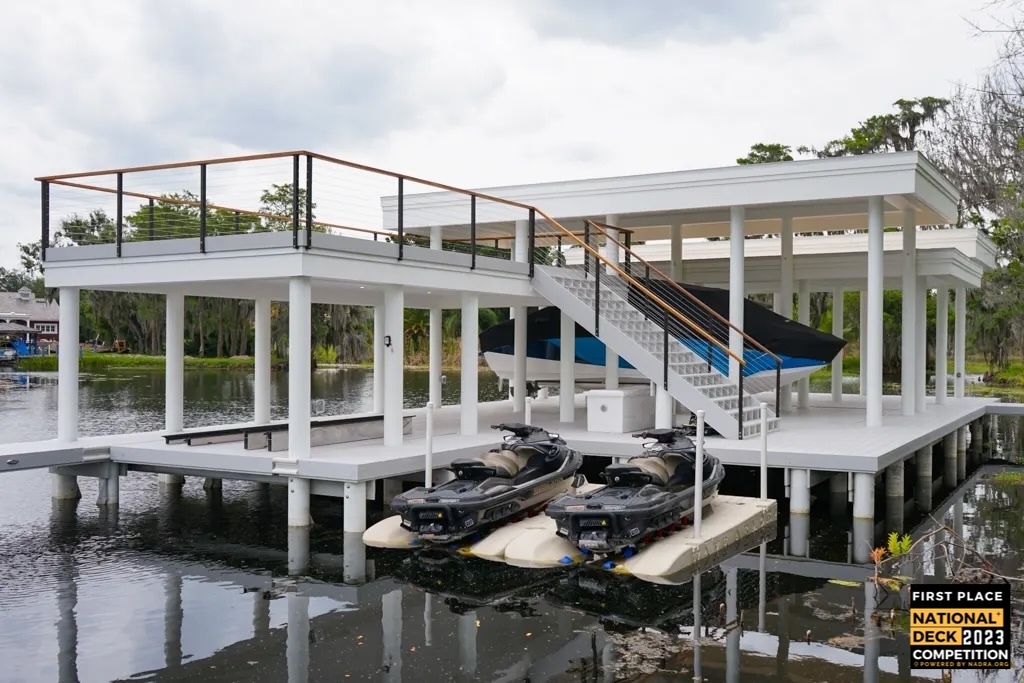 FIRST PLACE
NATIONAL
DECK 2023
COMPETITION
POWERED BY NADRA.ORG